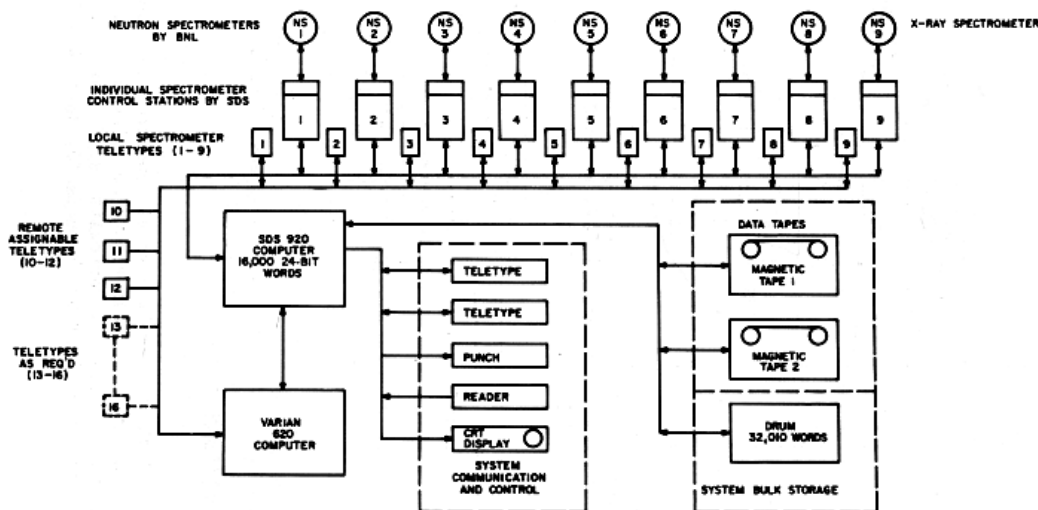 NEUTRON SPECTROMETERS
BY BNL
NS
1
NS
2
NS
3
NS
4
NS
5
NS
6
NS
7
NS
8
NS
9
X-RAY SPECTROMETER
INDIVIDUAL SPECTROMETER
CONTROL STATIONS BY SDS
1
2
3
4
5
6
7
8
9
LOCAL SPECTROMETER
TELETYPES (1-9)
1
2
3
4
5
6
7
8
9
REMOTE
ASSIGNABLE
TELETYPES
(10-12)
10
11
12
TELETYPES
AS REQ'D
(13-16)
13
16
SDS 920
COMPUTER
16,000 24-BIT
WORDS
VARIAN
620
COMPUTER
TELETYPE
TELETYPE
PUNCH
READER
CRT
DISPLAY
SYSTEM
COMMUNICATION
AND CONTROL
DATA TAPES
MAGNETIC
TAPE 1
MAGNETIC
TAPE 2
DRUM
32,010 WORDS
SYSTEM BULK STORAGE